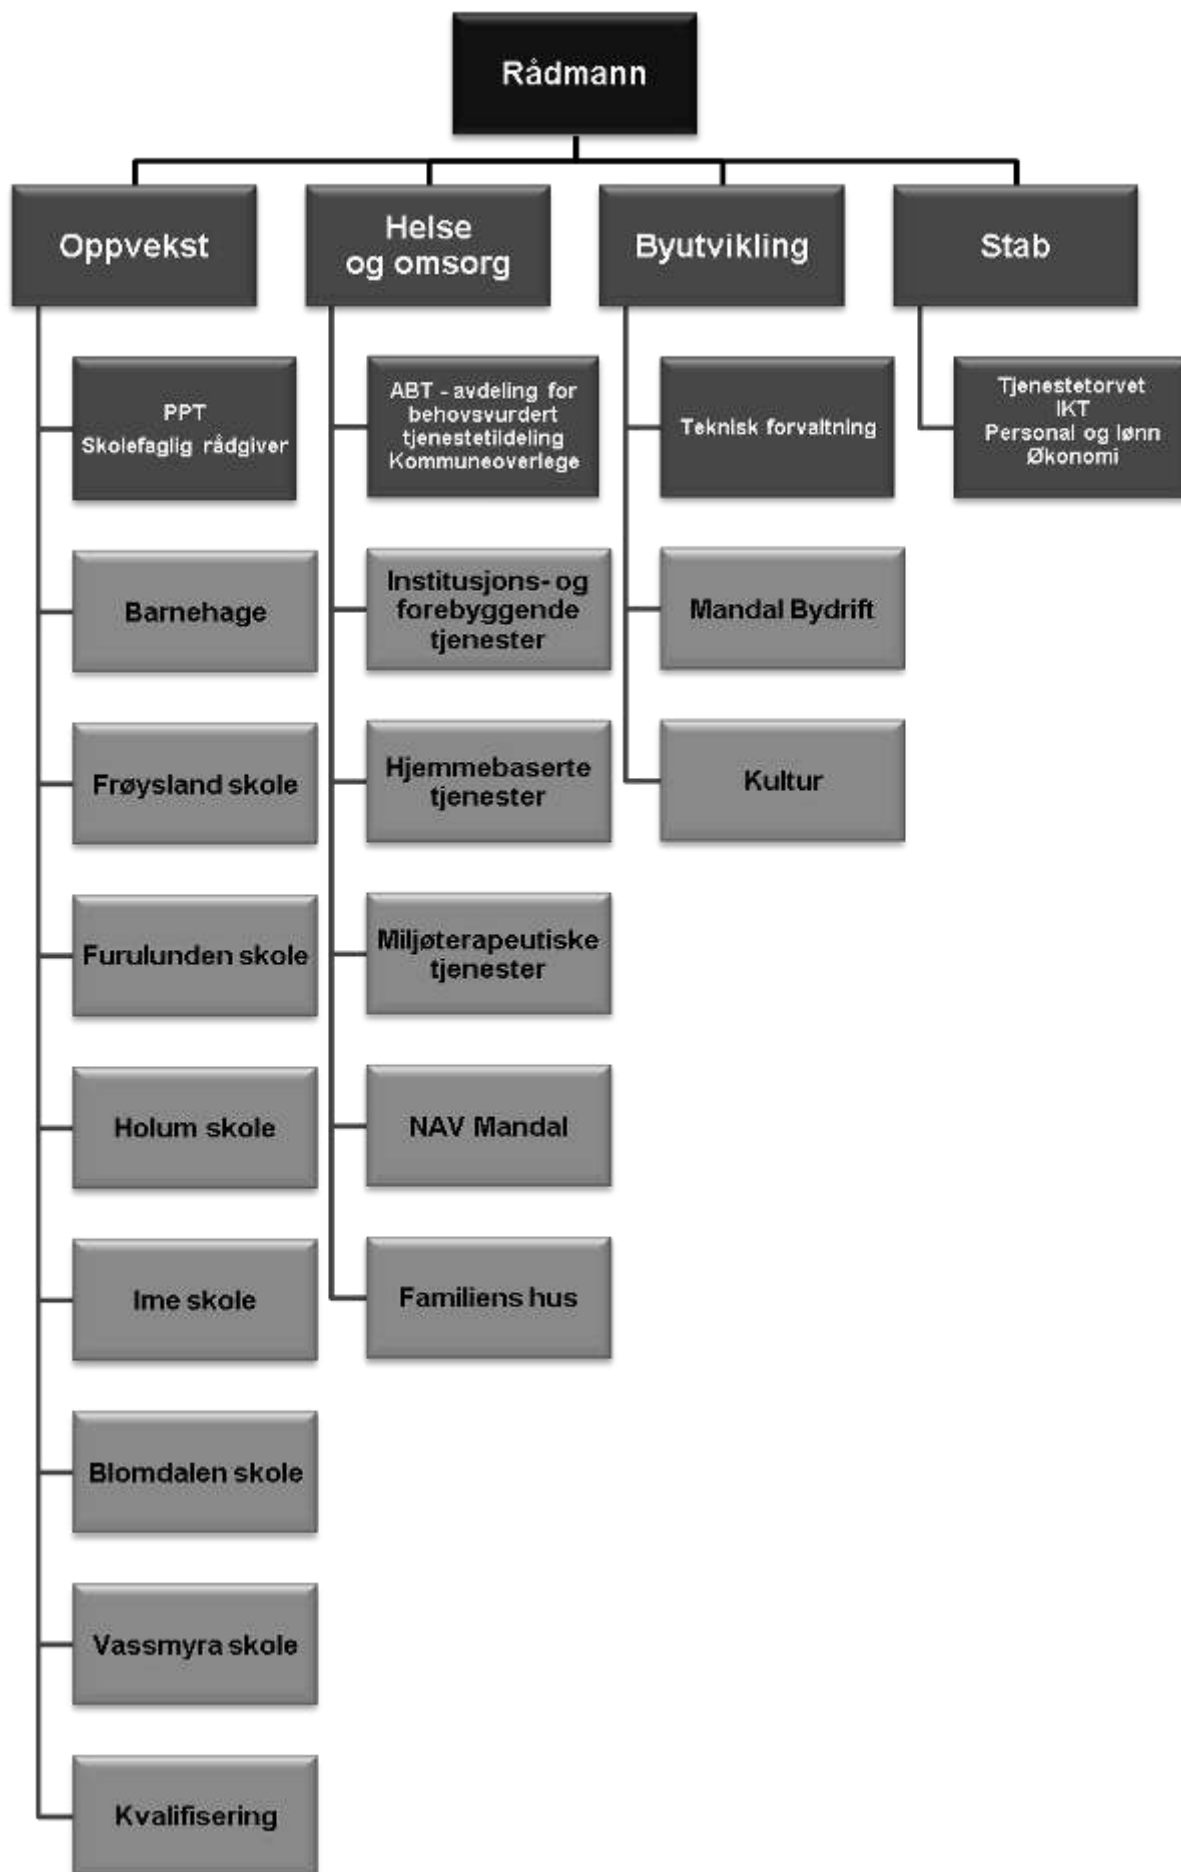 Rådmann
Oppvekst
PPT
Skolefaglig rådgiver
Barnehage
Frøysland skole
Furulunden skole
Holum skole
Ime skole
Blomdalen skole
Vassmyra skole
Kvalifisering
Helse
og omsorg
ABT - avdeling for
behovsvurdert
tjenestetildeling
Kommuneoverlege
Institusjons- og
forebyggende
tjenester
Hjemmebaserte
tjenester
Miljøterapeutiske
tjenester
NAV Mandal
Familiens hus
Byutvikling
Teknisk forvaltning
Mandal Bydrift
Kultur
Stab
Tjenestetorvet
IKT
Personal og lønn
Økonomi